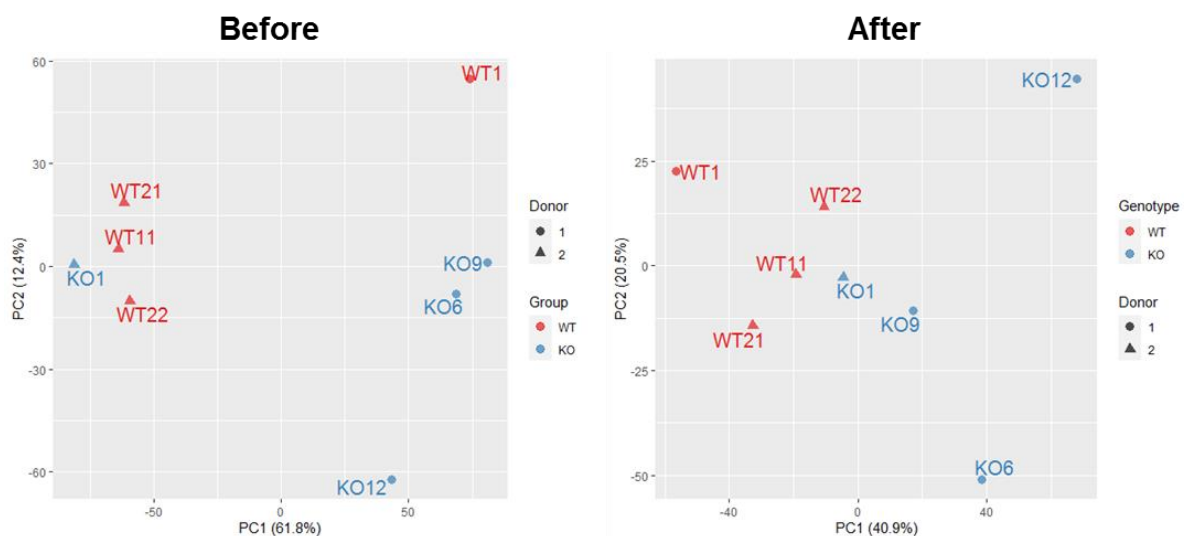 Before
After
60
30
0
-30
-60
-50
0
50
PC2 (12.4%)
PC1 (61.8%)
WT1
WT21
WT11
KO1
WT22
KO9
KO6
KO12
Donor
1
2
Group
WT
KO
25
0
-25
-50
-40
0
40
PC2 (20.5%)
PC1 (40.9%)
KO12
WT1
WT22
WT11
KO1
KO9
WT21
KO6
Genotype
WT
KO
Donor
1
2